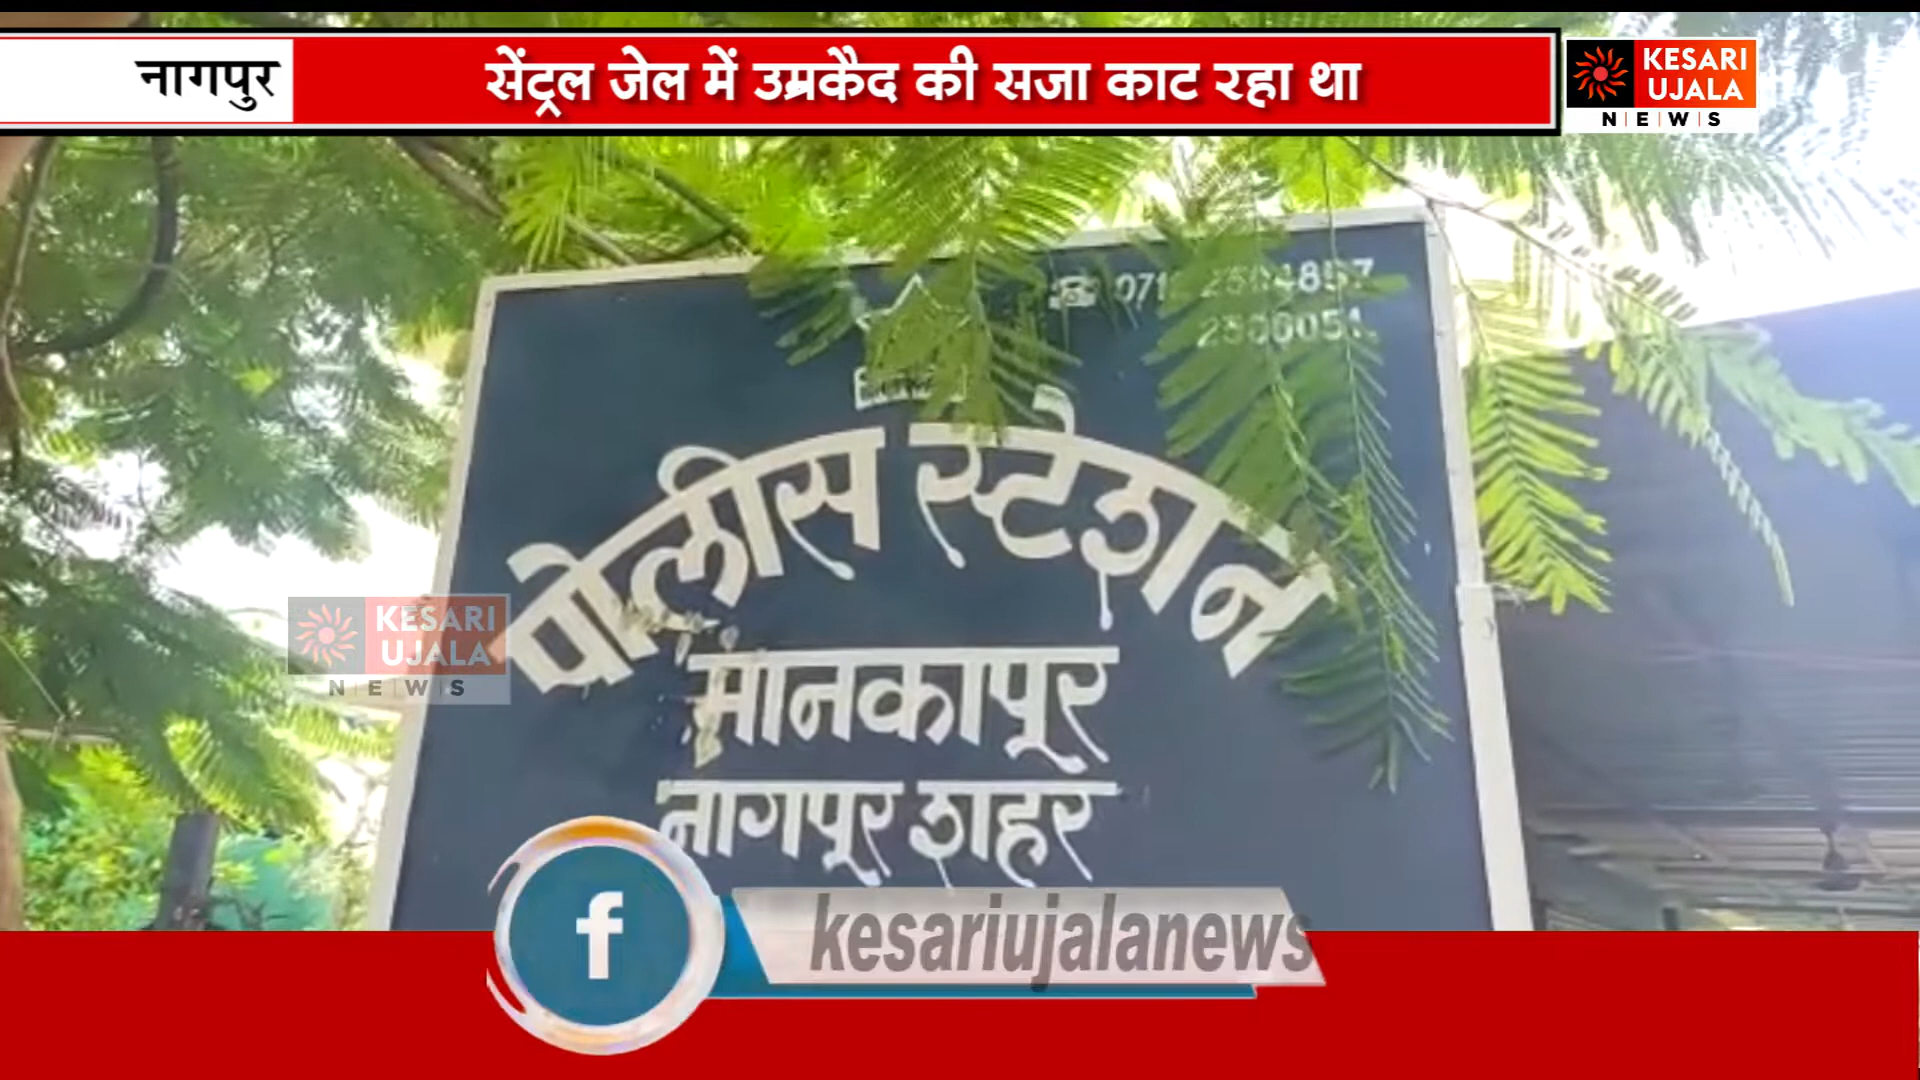 नागपुर
सेंट्रल जेल में उम्रकैद की सजा काट रहा था
KESARI
UJALA
NEWS
पोलीस स्टेशन
मानकापूर
नागपूर शहर
KESARI
UJALA
NEWS
kesariujalanews